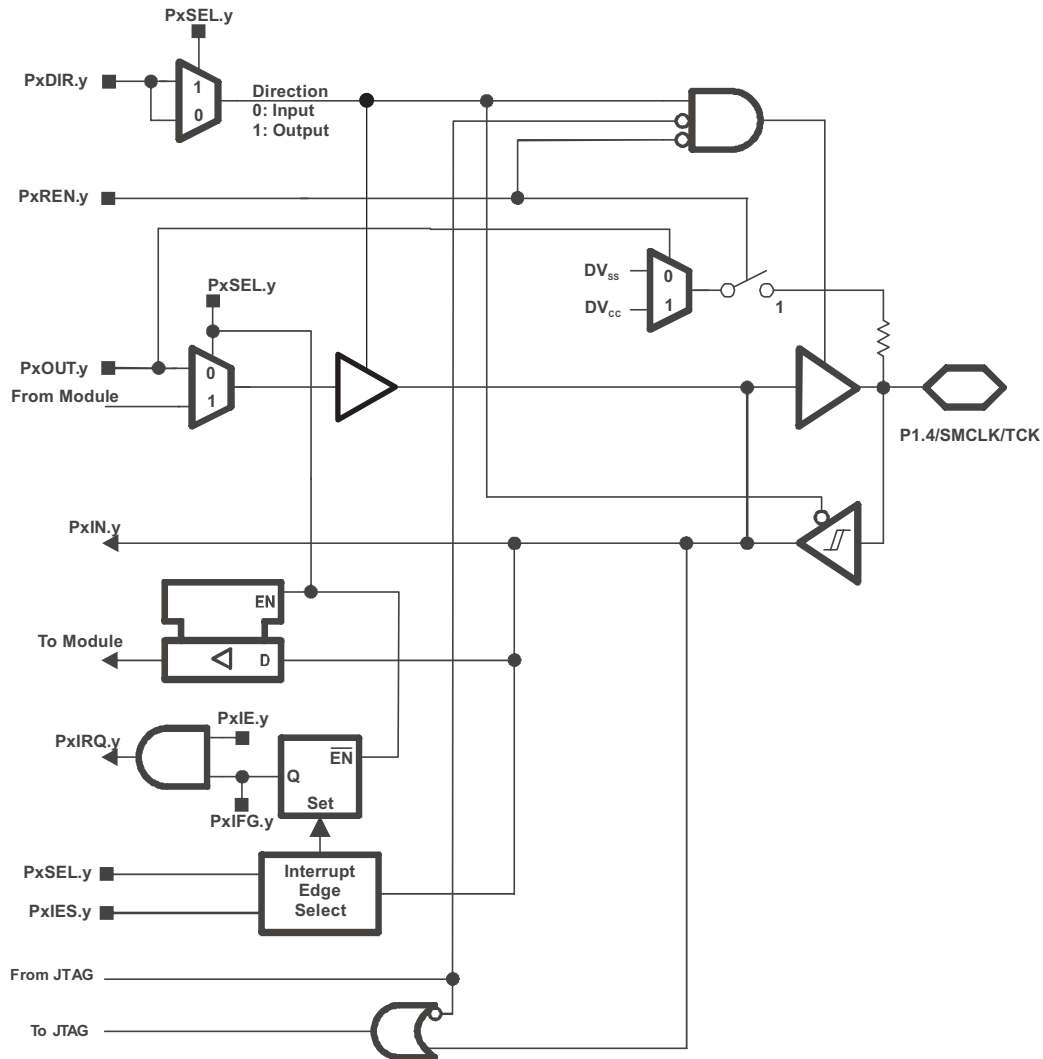 PxSEL.y
PxDIR.y
1
0
Direction
0: Input
1: Output
PxREN.y
DVss
0
DVcc
1
1
PxSEL.y
PxOUT.y
0
From Module
1
P1.4/SMCLK/TCK
PxIN.y
EN
To Module
D
PxIE.y
PxIRQ.y
EN
Q
Set
PxIFG.y
PxSEL.y
Interrupt
Edge
Select
PxIES.y
From JTAG
To JTAG